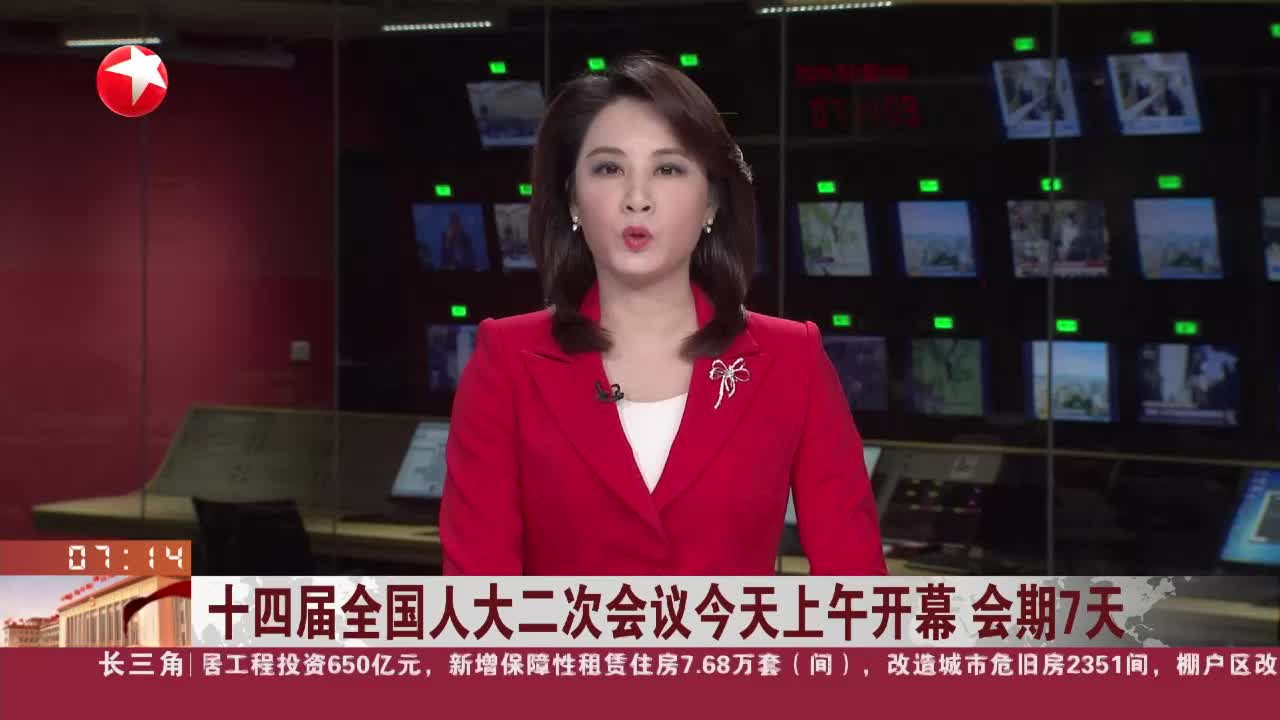 07:14
十四届全国人大二次会议今天上午开幕 会期7天
长三角 居工程投资650亿元，新增保障性租赁住房7.68万套（间），改造城市危旧房2351间，棚户区改